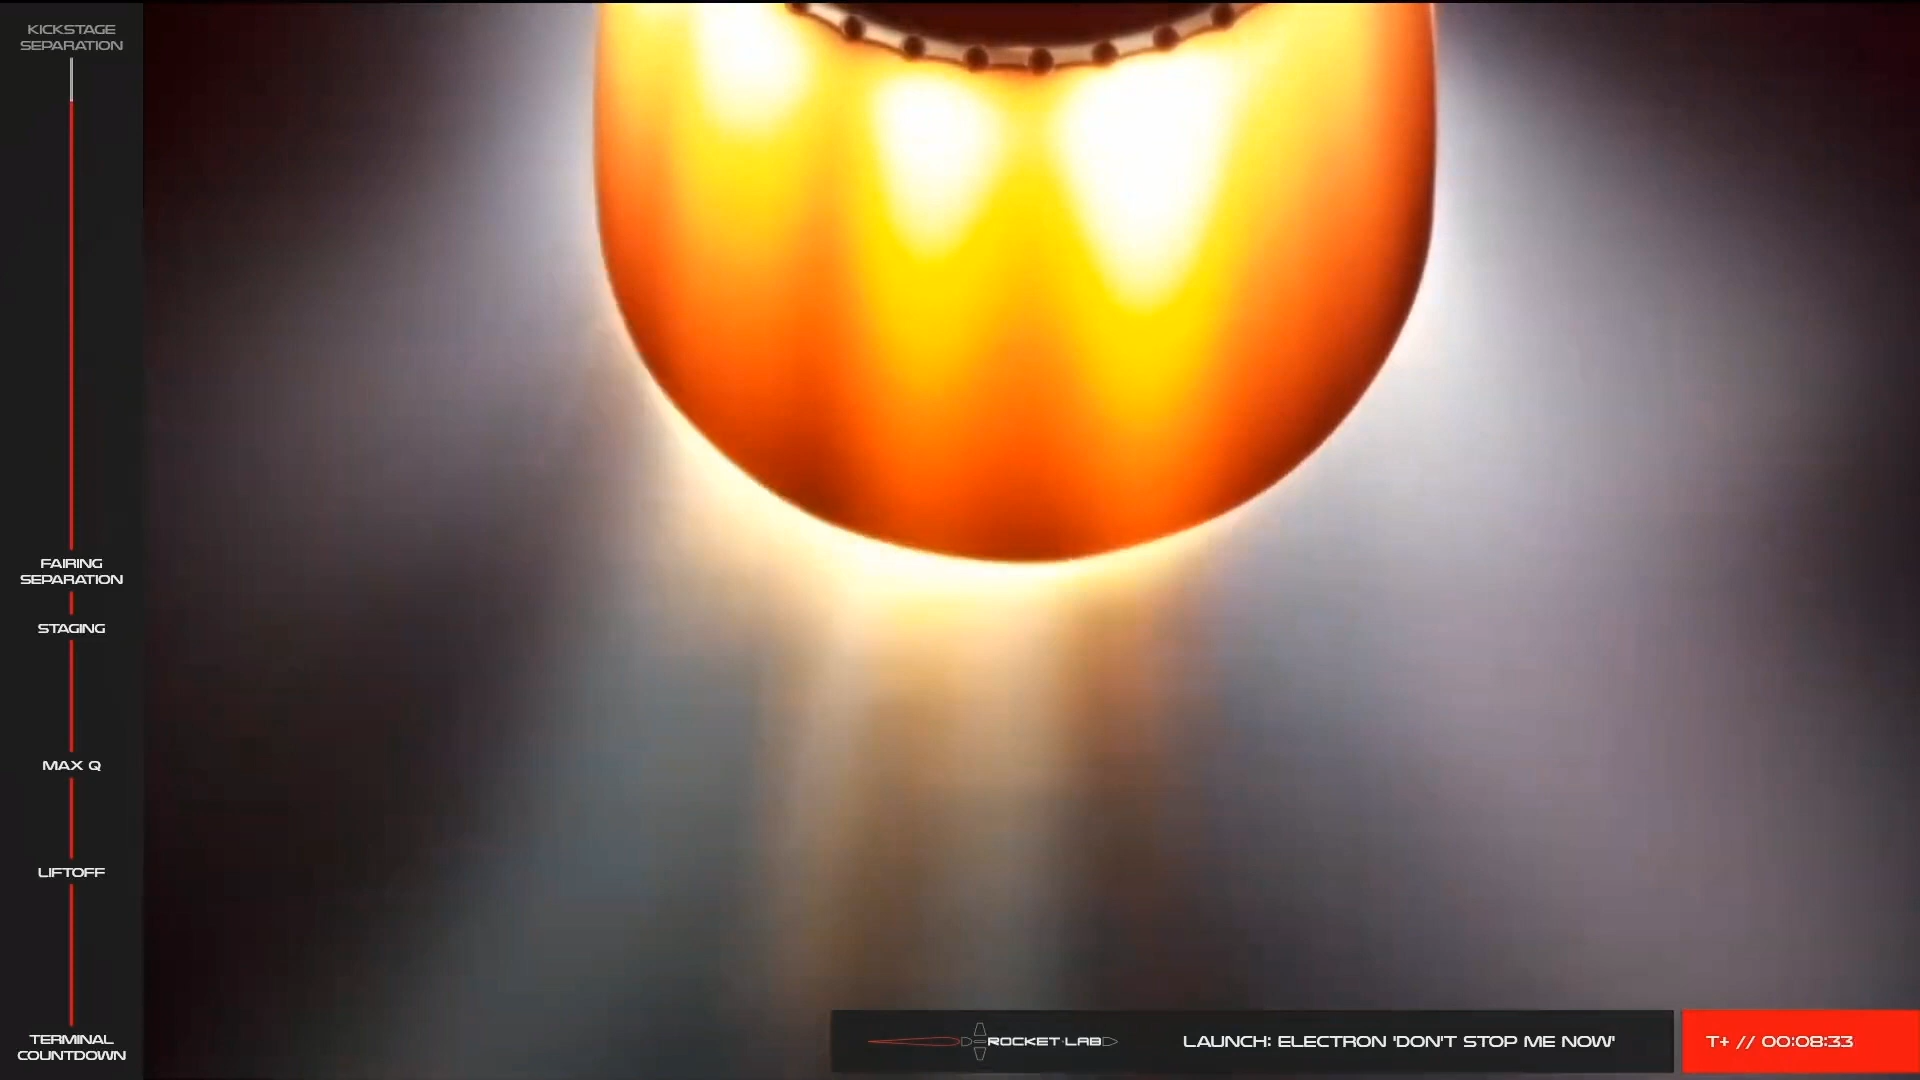 KICKSTAGE
SEPARATION
FAIRING
SEPARATION
STAGING
MAX Q
LIFTOFF
TERMINAL
COUNTDOWN
ROCKET LAB
LAUNCH: ELECTRON 'DON'T STOP ME NOW'
T+ // 00:08:33